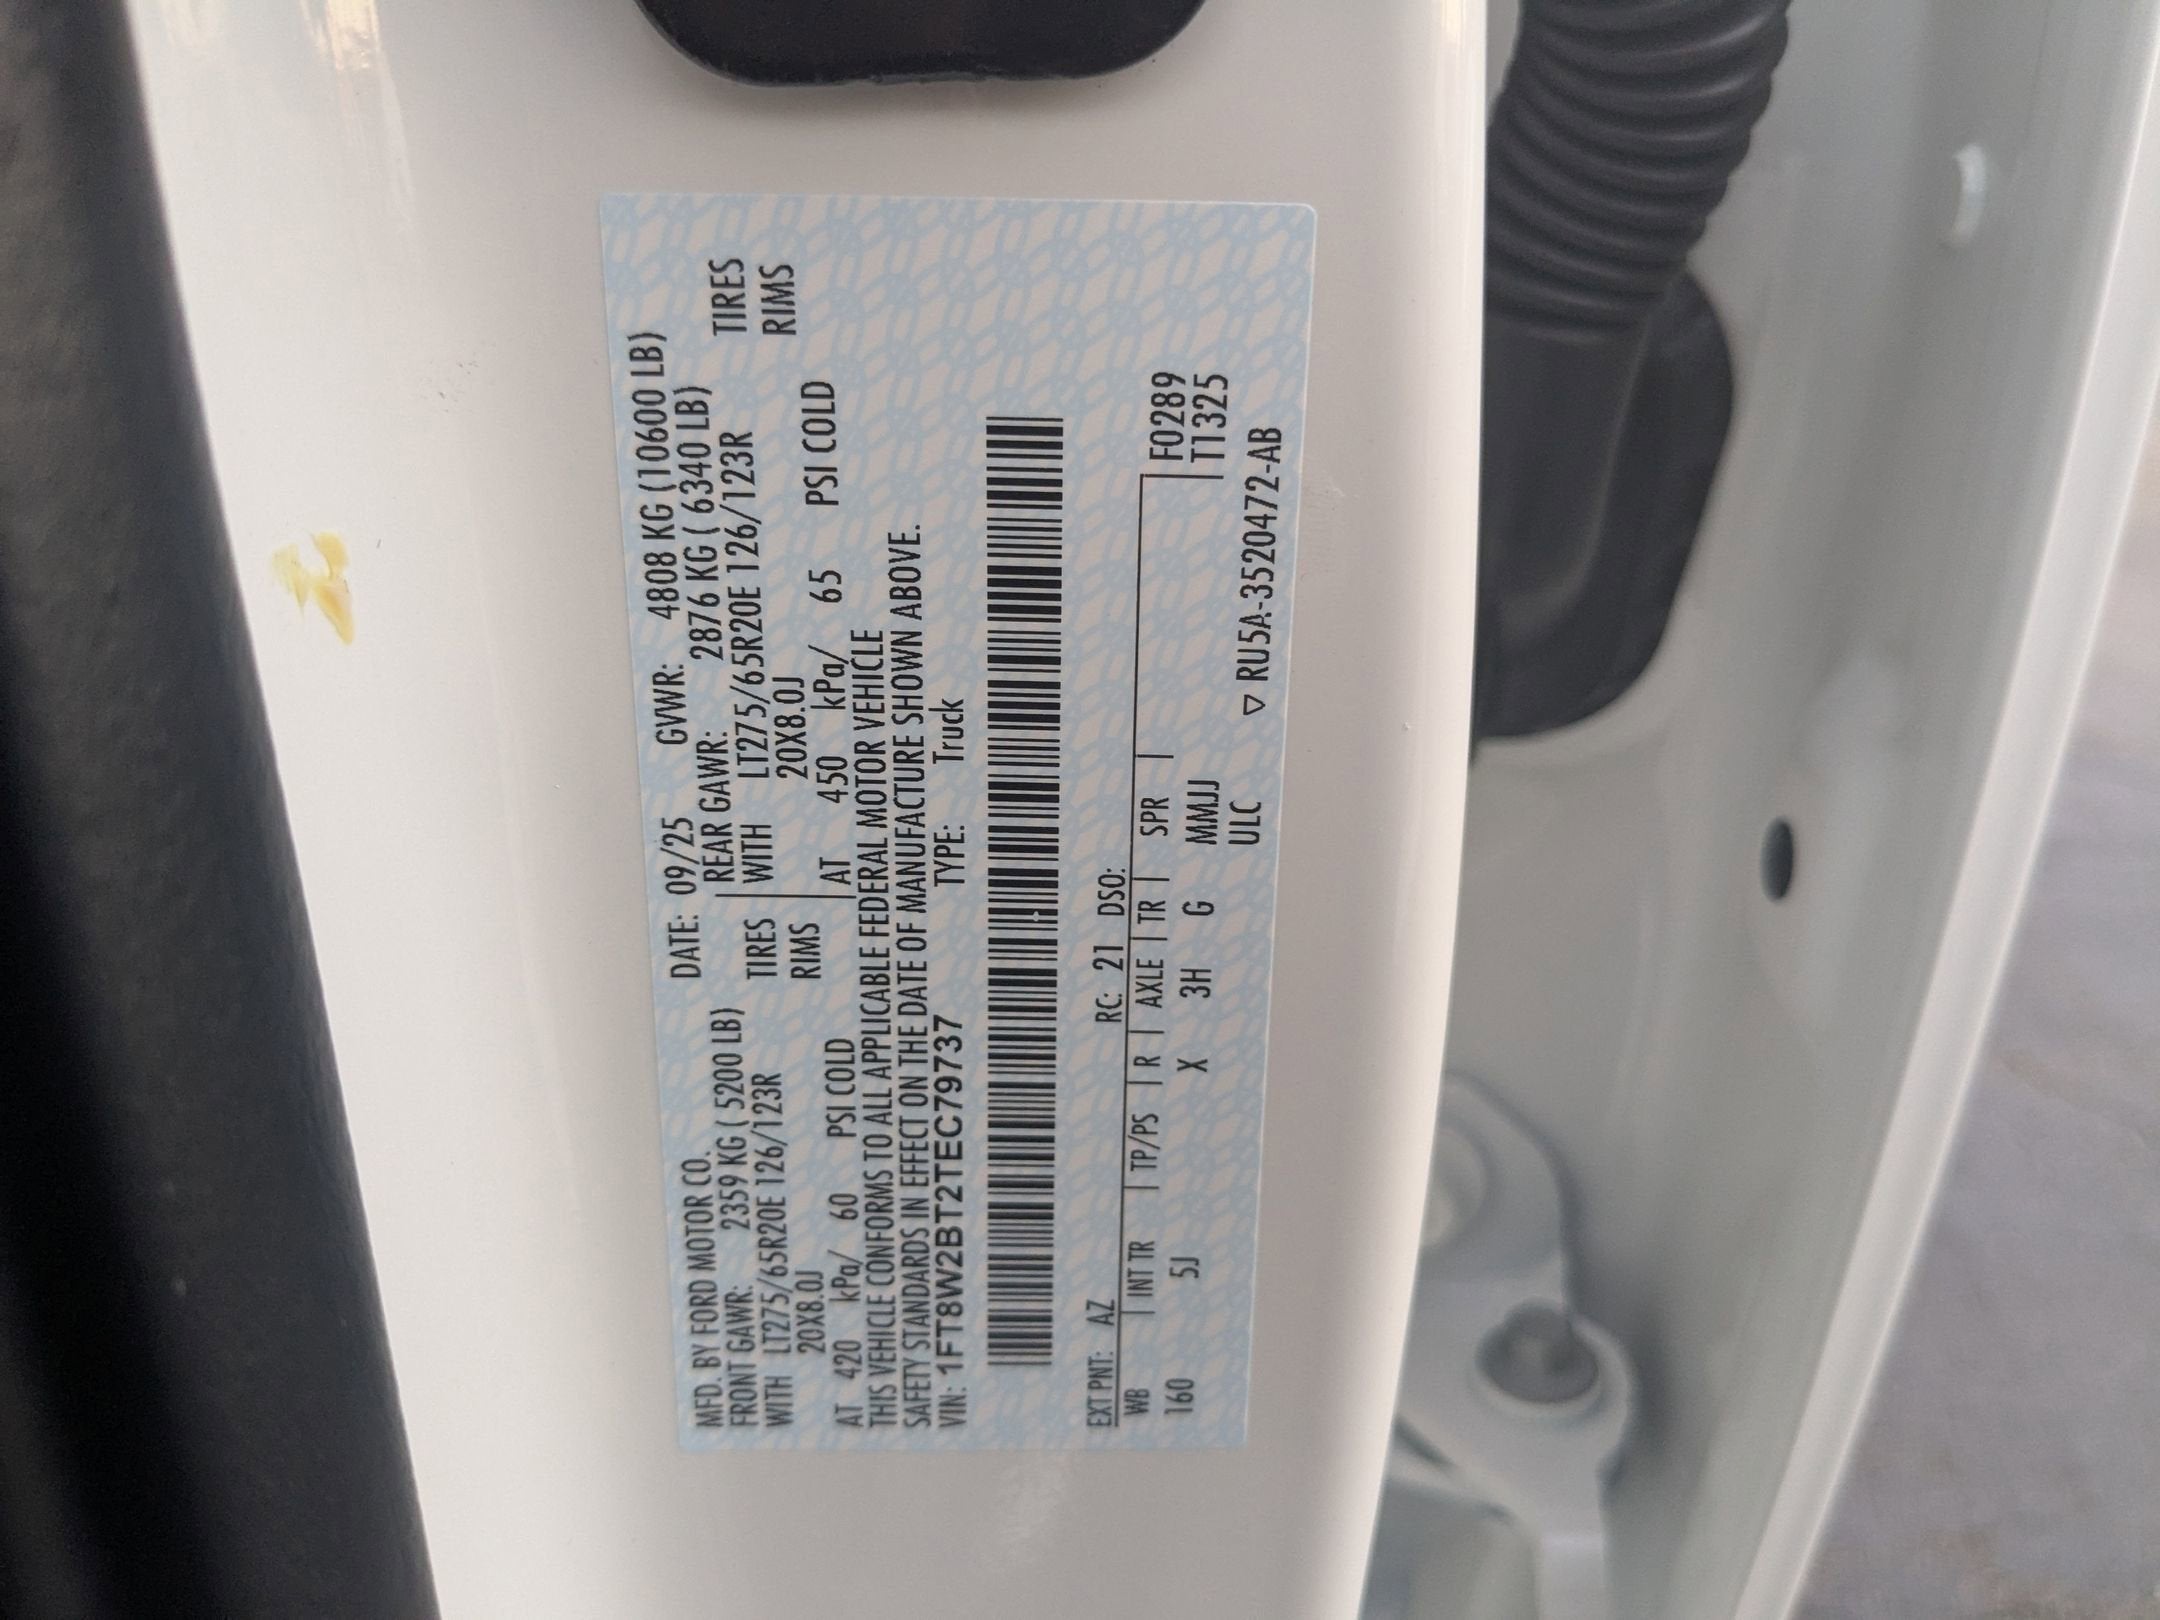 MFD. BY FORD MOTOR CO. DATE: 09/25 GVWR: 4808 KG (10600 LB)
FRONT GAWR: 2359 KG ( 5200 LB) REAR GAWR: 2876 KG ( 6340 LB)
WITH LT275/65R20E 126/123R TIRES WITH LT275/65R20E 126/123R TIRES
20X8.0J RIMS 20X8.0J RIMS
AT 420 kPa/ 60 PSI COLD AT 450 kPa/ 65 PSI COLD
THIS VEHICLE CONFORMS TO ALL APPLICABLE FEDERAL MOTOR VEHICLE
SAFETY STANDARDS IN EFFECT ON THE DATE OF MANUFACTURE SHOWN ABOVE.
VIN: 1FT8W2BT2TEC79737 TYPE: Truck
EXT PNT: AZ RC: 21 DSO:
WB | INT TR | TP/PS | R | AXLE | TR | SPR | F0289
160 5J X 3H G MMJJ T1325
ULC ▽ RU5A-3520472-AB